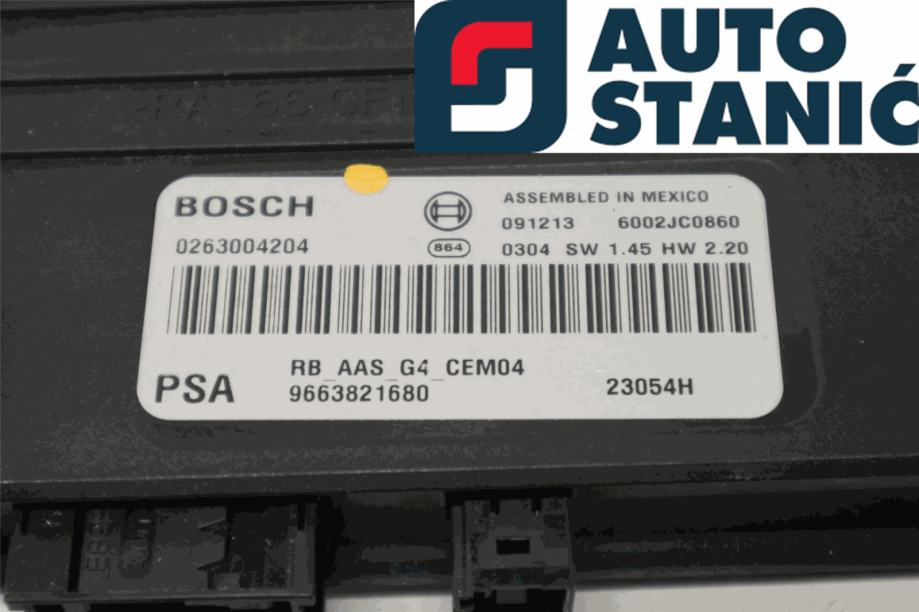 AUTO
STANIĆ
BOSCH
ASSEMBLED IN MEXICO
091213 6002JC0860
0263004204
864
0304 SW 1.45 HW 2.20
PSA
RB_AAS_G4_CEM04
9663821680
23054H